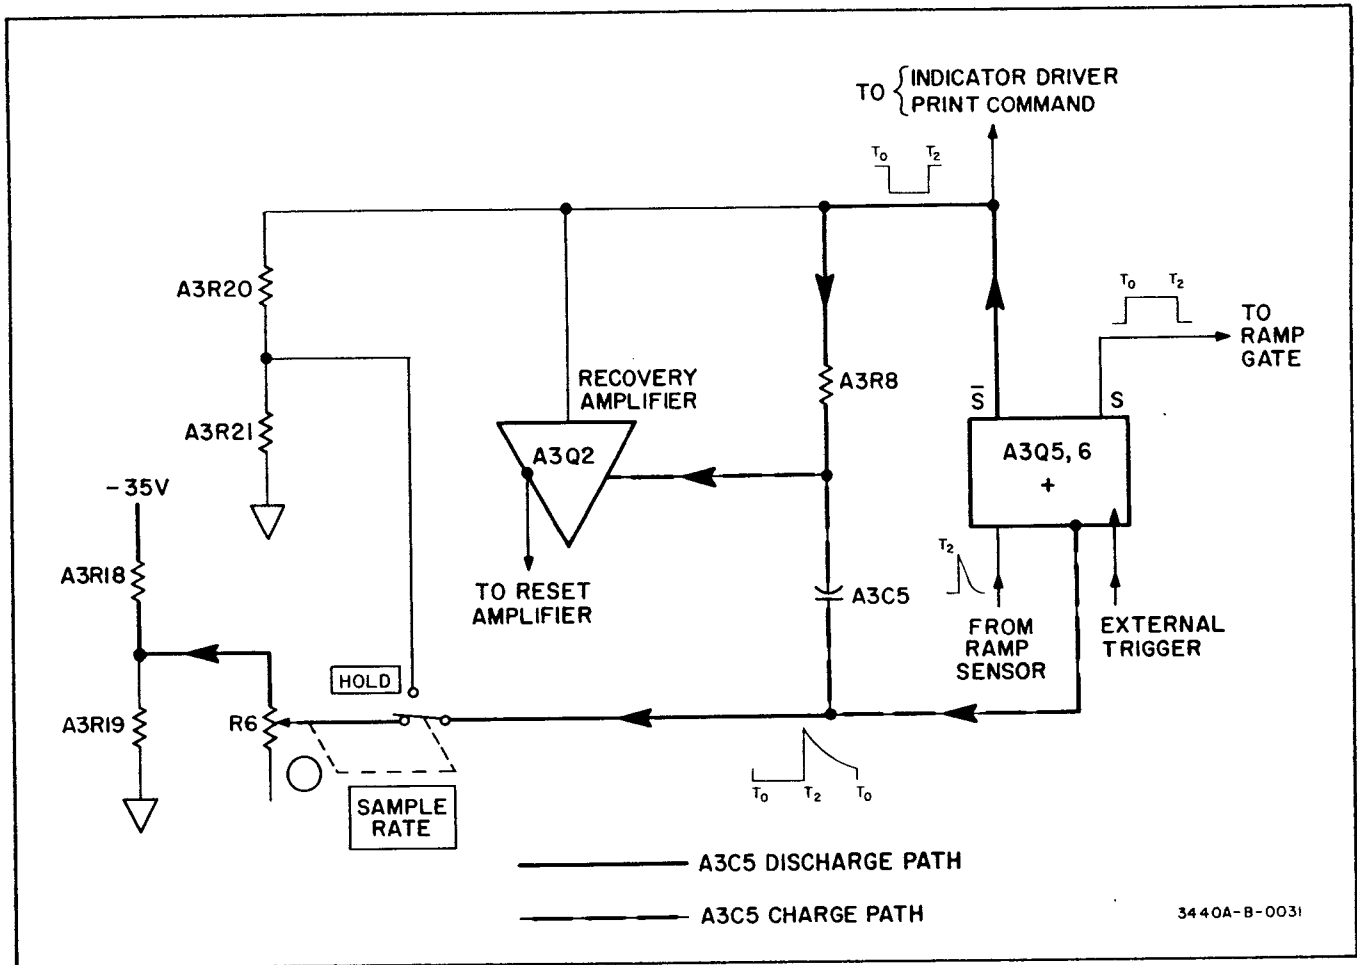 TO { INDICATOR DRIVER
PRINT COMMAND
T0 T2
A3R20
T0 T2
TO
RAMP
GATE
RECOVERY
AMPLIFIER
A3R8
S̅ S
A3R21
A3Q2
A3Q5, 6
+
-35V
T2
A3R18
TO RESET
AMPLIFIER
A3C5
FROM
RAMP
SENSOR
EXTERNAL
TRIGGER
HOLD
A3R19
R6
T0 T2 T0
SAMPLE
RATE
A3C5 DISCHARGE PATH
A3C5 CHARGE PATH
3440A-B-0031